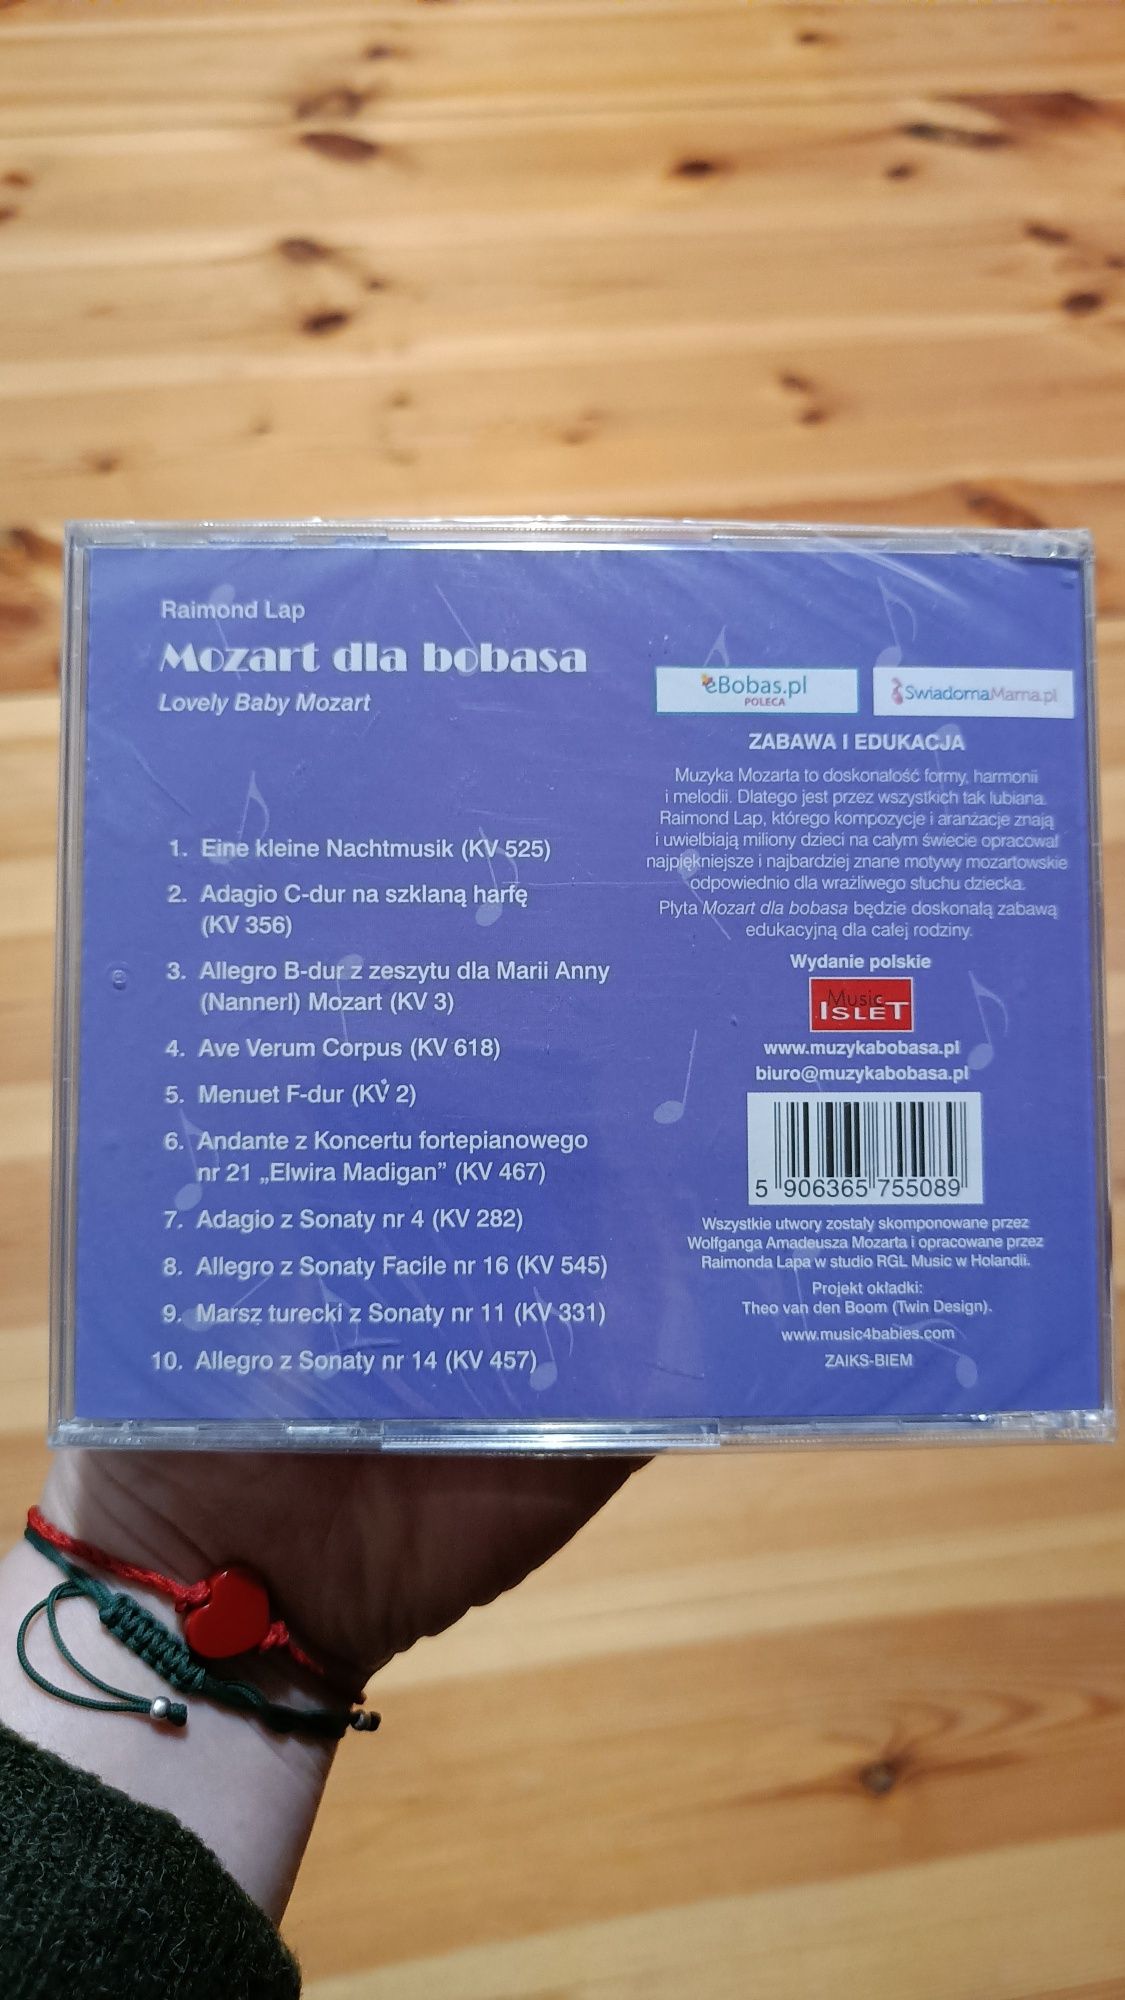 Raimond Lap
Mozart dla bobasa
Lovely Baby Mozart
1. Eine kleine Nachtmusik (KV 525)
2. Adagio C-dur na szklaną harfę
(KV 356)
3. Allegro B-dur z zeszytu dla Marii Anny
(Nannerl) Mozart (KV 3)
4. Ave Verum Corpus (KV 618)
5. Menuet F-dur (KV 2)
6. Andante z Koncertu fortepianowego
nr 21 „Elwira Madigan” (KV 467)
7. Adagio z Sonaty nr 4 (KV 282)
8. Allegro z Sonaty Facile nr 16 (KV 545)
9. Marsz turecki z Sonaty nr 11 (KV 331)
10. Allegro z Sonaty nr 14 (KV 457)
eBobas.pl
POLECA
SwiadomaMama.pl
ZABAWA I EDUKACJA
Muzyka Mozarta to doskonałość formy, harmonii
i melodii. Dlatego jest przez wszystkich tak lubiana.
Raimond Lap, którego kompozycje i aranżacje znają
i uwielbiają miliony dzieci na całym świecie opracował
najpiękniejsze i najbardziej znane motywy mozartowskie
odpowiednio dla wrażliwego słuchu dziecka.
Płyta Mozart dla bobasa będzie doskonałą zabawą
edukacyjną dla całej rodziny.
Wydanie polskie
Music
ISLET
www.muzykabobasa.pl
biuro@muzykabobasa.pl
5 906365 755089
Wszystkie utwory zostały skomponowane przez
Wolfganga Amadeusza Mozarta i opracowane przez
Raimonda Lapa w studio RGL Music w Holandii.
Projekt okładki:
Theo van den Boom (Twin Design).
www.music4babies.com
ZAIKS-BIEM